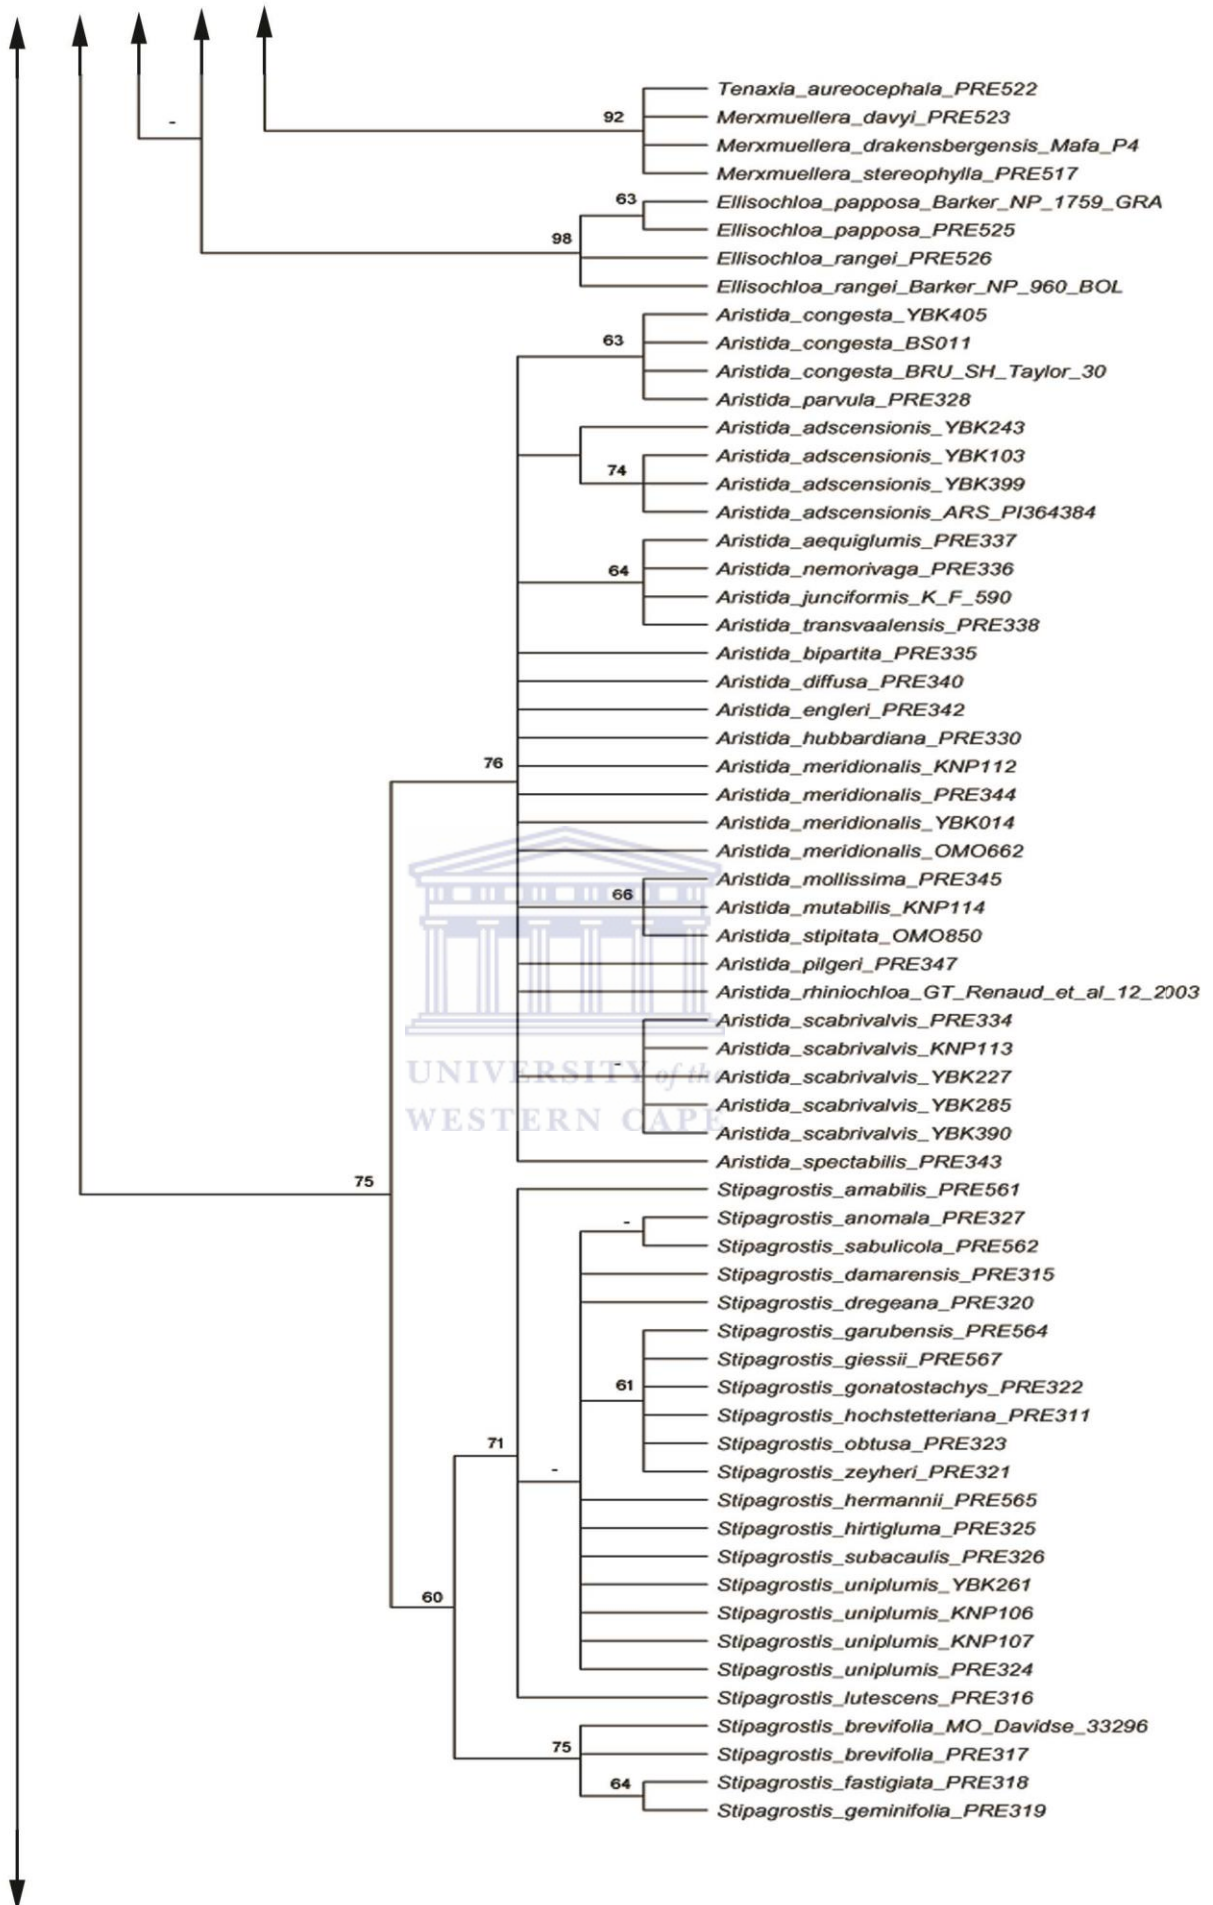 -
92
Tenaxia_aureocephala_PRE522
Merxmuellera_davyi_PRE523
Merxmuellera_drakensbergensis_Mafa_P4
Merxmuellera_stereophylla_PRE517
63
Ellisochloa_papposa_Barker_NP_1759_GRA
Ellisochloa_papposa_PRE525
98
Ellisochloa_rangei_PRE526
Ellisochloa_rangei_Barker_NP_960_BOL
Aristida_congesta_YBK405
63
Aristida_congesta_BS011
Aristida_congesta_BRU_SH_Taylor_30
Aristida_parvula_PRE328
Aristida_adscensionis_YBK243
Aristida_adscensionis_YBK103
74
Aristida_adscensionis_YBK399
Aristida_adscensionis_ARS_PI364384
Aristida_aequiglumis_PRE337
64
Aristida_nemorivaga_PRE336
Aristida_junciformis_K_F_590
Aristida_transvaalensis_PRE338
Aristida_bipartita_PRE335
Aristida_diffusa_PRE340
Aristida_engleri_PRE342
Aristida_hubbardiana_PRE330
76
Aristida_meridionalis_KNP112
Aristida_meridionalis_PRE344
Aristida_meridionalis_YBK014
Aristida_meridionalis_OMO662
Aristida_mollissima_PRE345
66
Aristida_mutabilis_KNP114
Aristida_stipitata_OMO850
Aristida_pilgeri_PRE347
Aristida_rhiniochloa_GT_Renaud_et_al_12_2003
Aristida_scabrivalvis_PRE334
Aristida_scabrivalvis_KNP113
-
Aristida_scabrivalvis_YBK227
UNIVERSITY of the
Aristida_scabrivalvis_YBK285
WESTERN CAPE
Aristida_scabrivalvis_YBK390
Aristida_spectabilis_PRE343
75
Stipagrostis_amabilis_PRE561
-
Stipagrostis_anomala_PRE327
Stipagrostis_sabulicola_PRE562
Stipagrostis_damarensis_PRE315
Stipagrostis_dregeana_PRE320
Stipagrostis_garubensis_PRE564
Stipagrostis_giessii_PRE567
61
Stipagrostis_gonatostachys_PRE322
Stipagrostis_hochstetteriana_PRE311
71
Stipagrostis_obtusa_PRE323
-
Stipagrostis_zeyheri_PRE321
Stipagrostis_hermannii_PRE565
Stipagrostis_hirtigluma_PRE325
Stipagrostis_subacaulis_PRE326
Stipagrostis_uniplumis_YBK261
60
Stipagrostis_uniplumis_KNP106
Stipagrostis_uniplumis_KNP107
Stipagrostis_uniplumis_PRE324
Stipagrostis_lutescens_PRE316
Stipagrostis_brevifolia_MO_Davidse_33296
75
Stipagrostis_brevifolia_PRE317
64
Stipagrostis_fastigiata_PRE318
Stipagrostis_geminifolia_PRE319